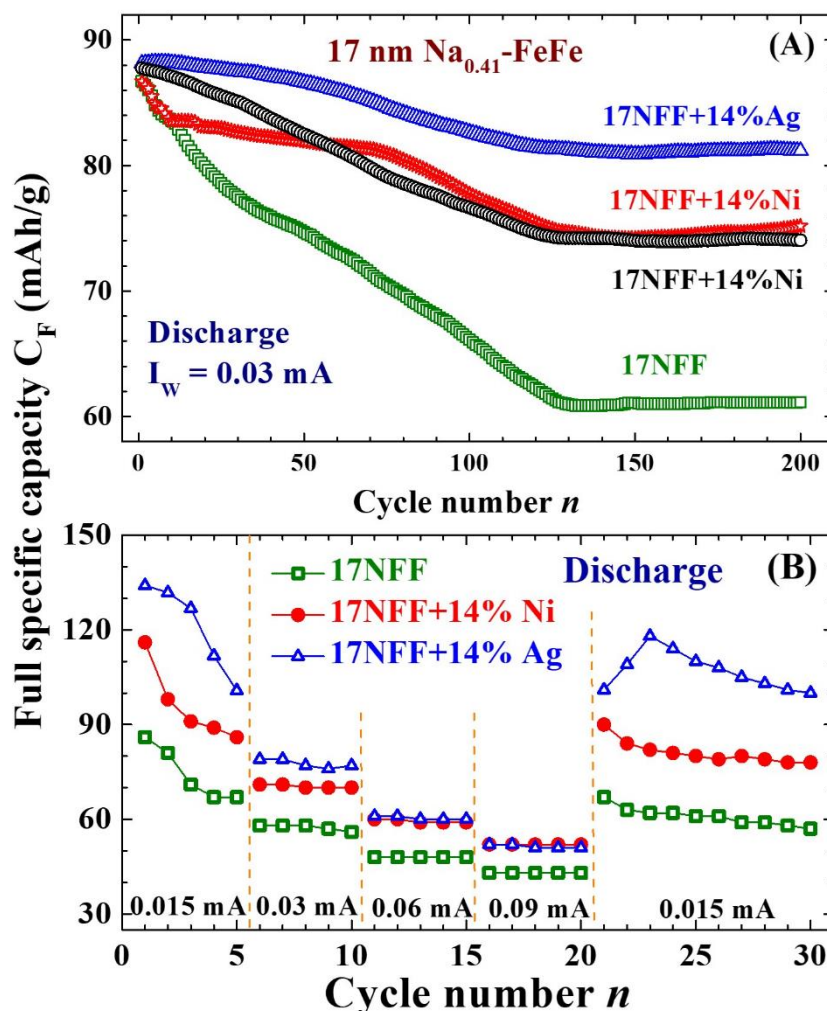 Full specific capacity C_F (mAh/g)
17 nm Na_0.41-FeFe
(A)
90
80
70
60
17NFF+14%Ag
17NFF+14%Ni
17NFF+14%Ni
17NFF
Discharge
I_W = 0.03 mA
0 50 100 150 200
Cycle number n
150
120
90
60
30
17NFF
17NFF+14% Ni
17NFF+14% Ag
Discharge
(B)
0.015 mA 0.03 mA 0.06 mA 0.09 mA 0.015 mA
0 5 10 15 20 25 30
Cycle number n